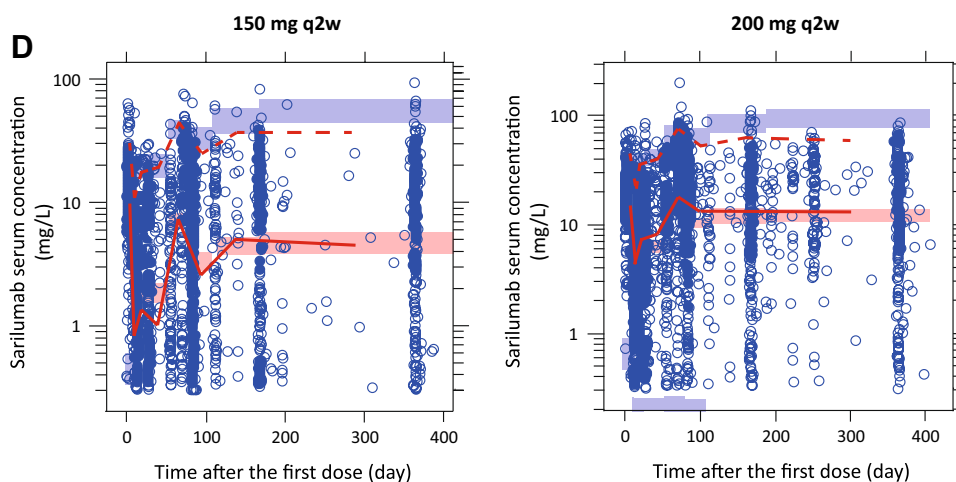 D
150 mg q2w
200 mg q2w
Sarilumab serum concentration
(mg/L)
100
10
1
0
100
200
300
400
Time after the first dose (day)
Sarilumab serum concentration
(mg/L)
100
10
1
0
100
200
300
400
Time after the first dose (day)